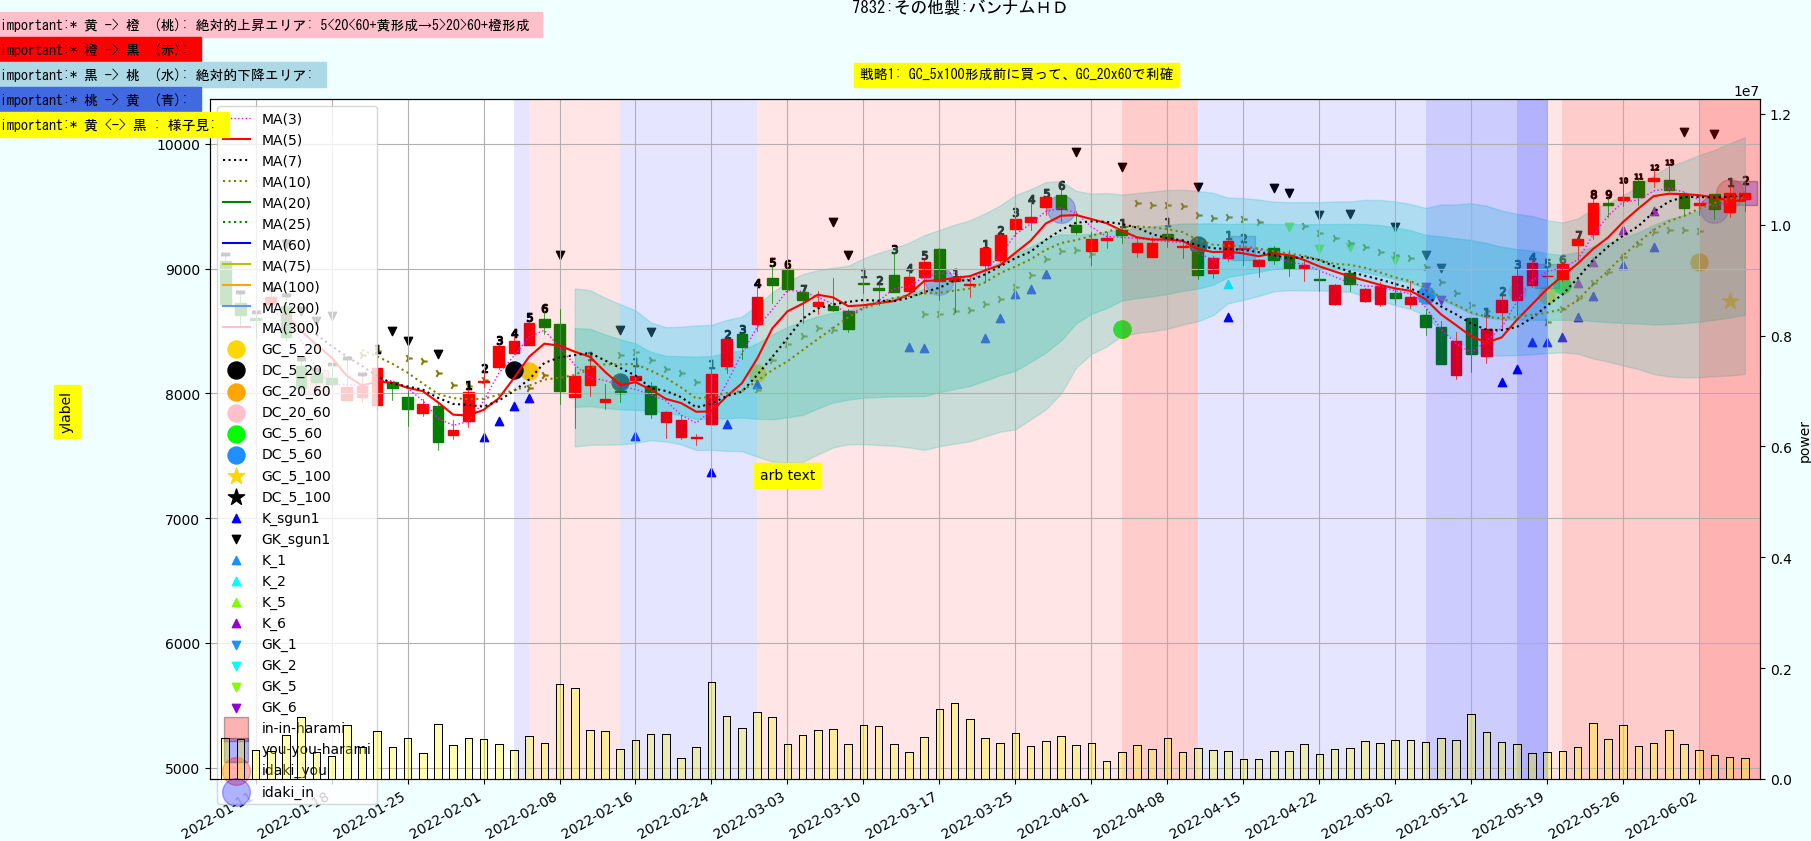 7832:その他製:バンナムＨＤ
important:* 黄 -> 橙 （桃）: 絶対的上昇エリア: 5<20<60+黄形成→5>20>60+橙形成
important:* 橙 -> 黒 （赤）:
important:* 黒 -> 桃 （水）: 絶対的下降エリア:
important:* 桃 -> 黄 （青）:
important:* 黄 <-> 黒 : 様子見:
戦略1: GC_5x100形成前に買って、GC_20x60で利確
1e7
MA(3)
MA(5)
MA(7)
MA(10)
MA(20)
MA(25)
MA(60)
MA(75)
MA(100)
MA(200)
MA(300)
GC_5_20
DC_5_20
GC_20_60
DC_20_60
GC_5_60
DC_5_60
GC_5_100
DC_5_100
K_sgun1
GK_sgun1
K_1
K_2
K_5
K_6
GK_1
GK_2
GK_5
GK_6
in-in-harami
you-you-harami
idaki_you
idaki_in
10000
9000
8000
7000
6000
5000
ylabel
arb text
1.2
1.0
0.8
0.6
0.4
0.2
0.0
power
2022-01-11
2022-01-18
2022-01-25
2022-02-01
2022-02-08
2022-02-16
2022-02-24
2022-03-03
2022-03-10
2022-03-17
2022-03-25
2022-04-01
2022-04-08
2022-04-15
2022-04-22
2022-05-02
2022-05-12
2022-05-19
2022-05-26
2022-06-02